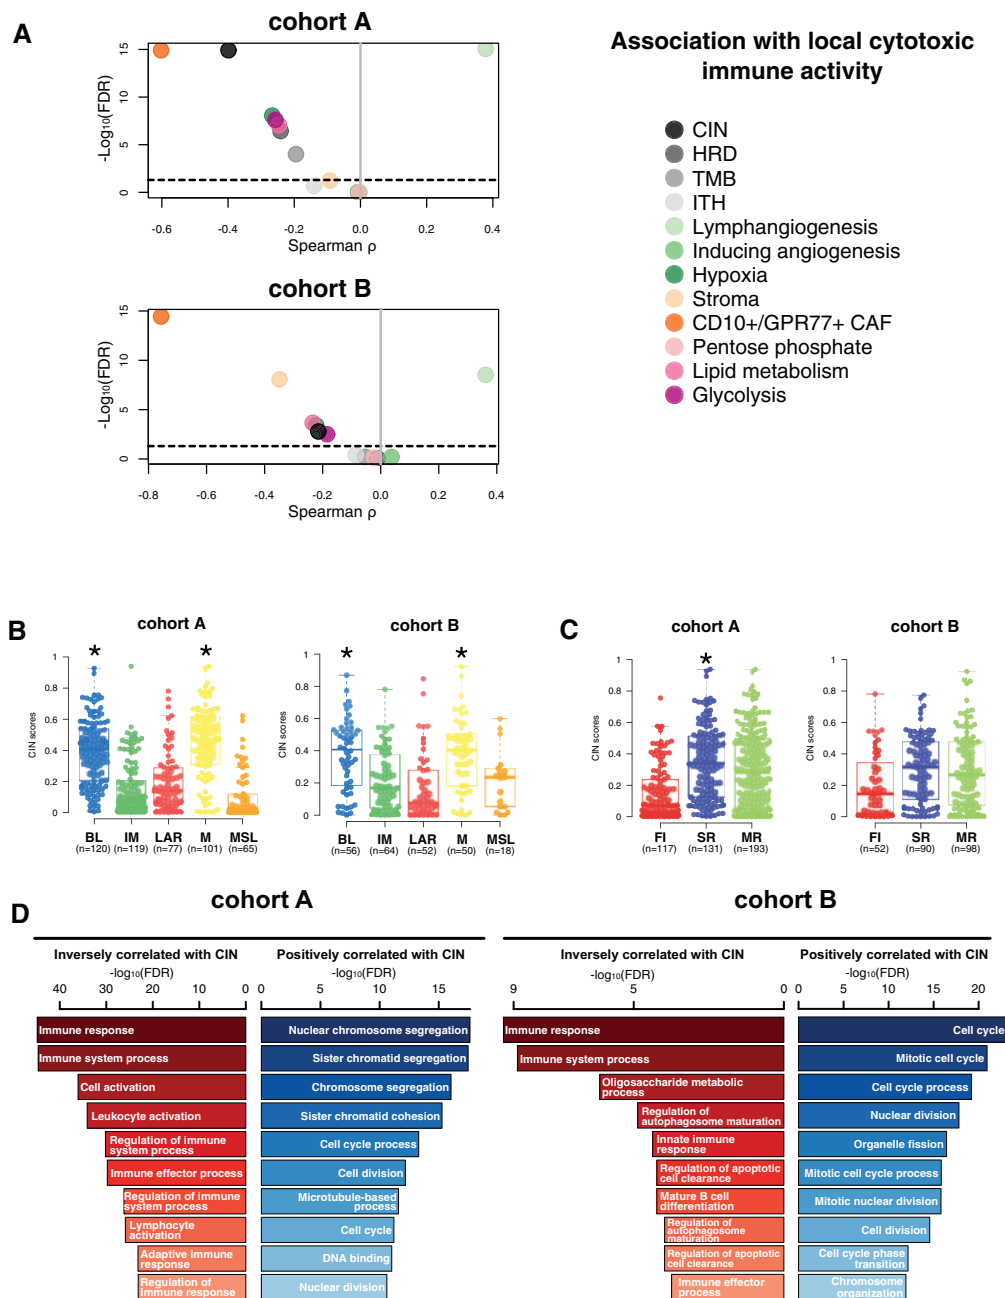 A
cohort A
15
10
5
0
-Log₁₀(FDR)
-0.6
-0.4
-0.2
0.0
0.2
0.4
Spearman ρ
cohort B
15
10
5
0
-Log₁₀(FDR)
-0.8
-0.6
-0.4
-0.2
0.0
0.2
0.4
Spearman ρ
Association with local cytotoxic
immune activity
CIN
HRD
TMB
ITH
Lymphangiogenesis
Inducing angiogenesis
Hypoxia
Stroma
CD10+/GPR77+ CAF
Pentose phosphate
Lipid metabolism
Glycolysis
B
cohort A
CIN scores
1
0.8
0.6
0.4
0.2
0
*
*
BL
IM
LAR
M
MSL
(n=120)
(n=119)
(n=77)
(n=101)
(n=65)
cohort B
CIN scores
1
0.8
0.6
0.4
0.2
0
*
*
BL
IM
LAR
M
MSL
(n=56)
(n=64)
(n=52)
(n=50)
(n=18)
C
cohort A
CIN scores
1
0.8
0.6
0.4
0.2
0
*
FI
SR
MR
(n=117)
(n=131)
(n=193)
cohort B
CIN scores
1
0.8
0.6
0.4
0.2
0
FI
SR
MR
(n=52)
(n=90)
(n=98)
D
cohort A
Inversely correlated with CIN
-log₁₀(FDR)
40
30
20
10
0
Immune response
Immune system process
Cell activation
Leukocyte activation
Regulation of immune
system process
Immune effector process
Regulation of immune
system process
Lymphocyte
activation
Adaptive immune
response
Regulation of
immune response
Positively correlated with CIN
-log₁₀(FDR)
0
5
10
15
Nuclear chromosome segregation
Sister chromatid segregation
Chromosome segregation
Sister chromatid cohesion
Cell cycle process
Cell division
Microtubule-based
process
Cell cycle
DNA binding
Nuclear division
cohort B
Inversely correlated with CIN
-log₁₀(FDR)
9
5
0
Immune response
Immune system process
Oligosaccharide metabolic
process
Regulation of
autophagosome maturation
Innate immune
response
Regulation of apoptotic
cell clearance
Mature B cell
differentiation
Regulation of
autophagosome
maturation
Regulation of apoptotic
cell clearance
Immune effector
process
Positively correlated with CIN
-log₁₀(FDR)
0
5
10
15
20
Cell cycle
Mitotic cell cycle
Cell cycle process
Nuclear division
Organelle fission
Mitotic cell cycle process
Mitotic nuclear division
Cell division
Cell cycle phase
transition
Chromosome
organization